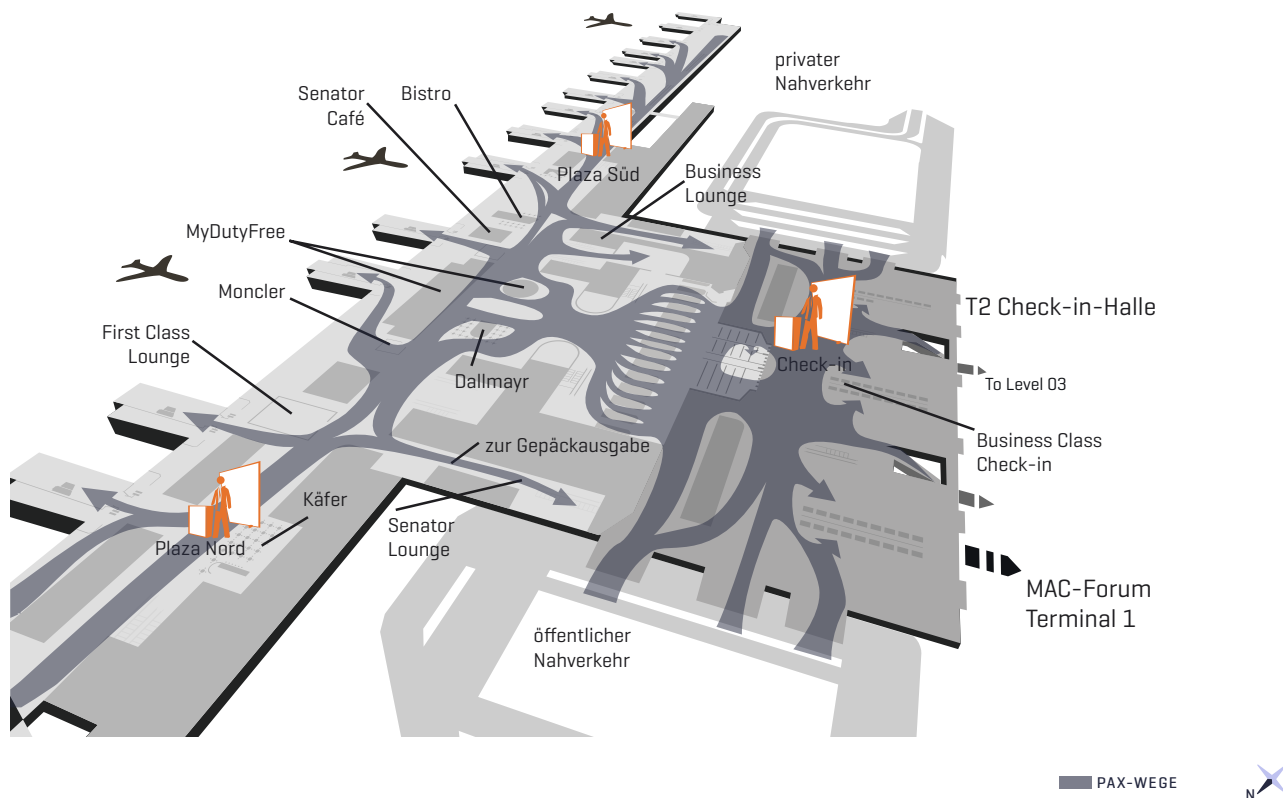 privater
Nahverkehr
Senator
Café
Bistro
Plaza Süd
Business
Lounge
MyDutyFree
Moncler
T2 Check-in-Halle
First Class
Lounge
Dallmayr
Check-in
To Level 03
zur Gepäckausgabe
Business Class
Check-in
Käfer
Senator
Lounge
Plaza Nord
MAC-Forum
Terminal 1
öffentlicher
Nahverkehr
PAX-WEGE
N